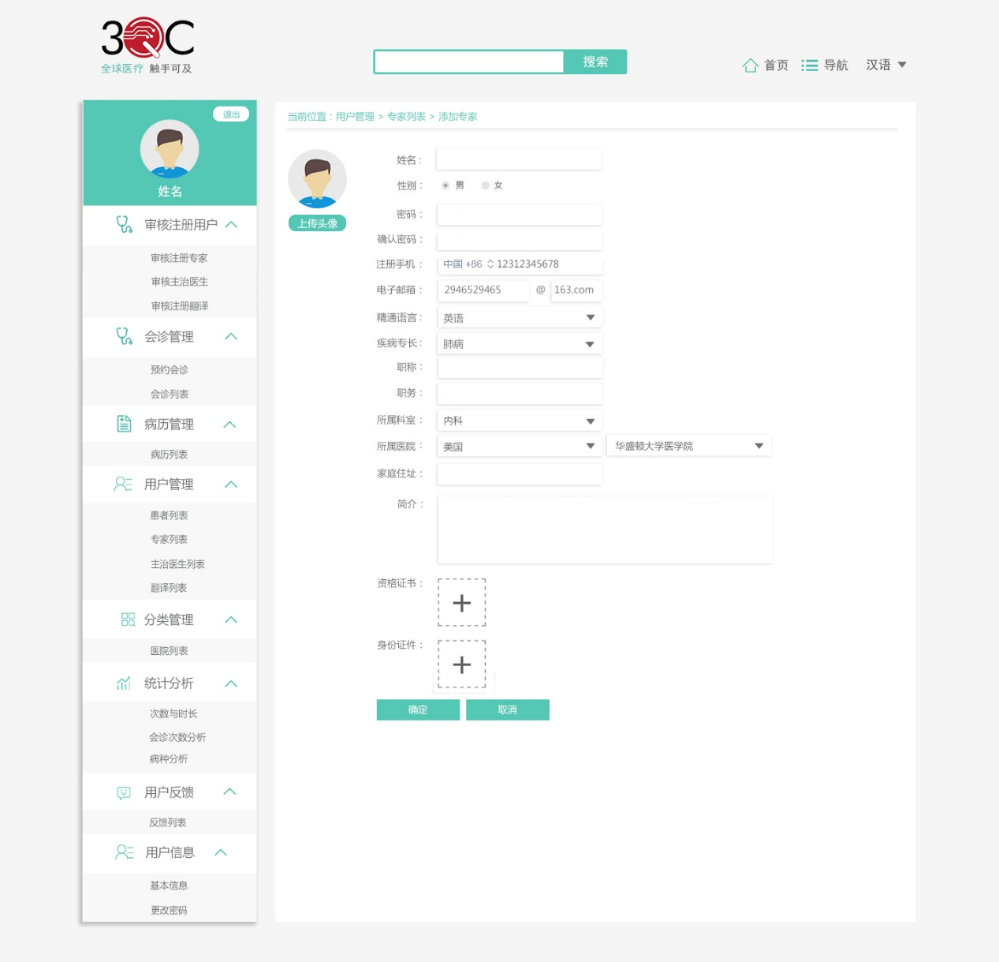 3QC
全球医疗 触手可及
搜索
首页
导航
汉语
退出
姓名
审核注册用户
审核注册专家
审核主治医生
审核注册翻译
会诊管理
预约会诊
会诊列表
病历管理
病历列表
用户管理
患者列表
专家列表
主治医生列表
翻译列表
分类管理
医院列表
统计分析
次数与时长
会诊次数分析
病种分析
用户反馈
反馈列表
用户信息
基本信息
更改密码
当前位置：用户管理 > 专家列表 > 添加专家
上传头像
姓名：
性别： 男 女
密码：
确认密码：
注册手机： 中国 +86 12312345678
电子邮箱： 2946529465 @ 163.com
精通语言： 英语
疾病专长： 肺病
职称：
职务：
所属科室： 内科
所属医院： 美国 华盛顿大学医学院
家庭住址：
简介：
资格证书：
身份证件：
确定 取消